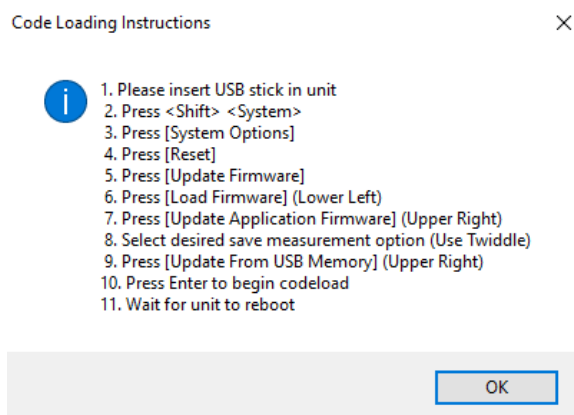 Code Loading Instructions
1. Please insert USB stick in unit
2. Press <Shift> <System>
3. Press [System Options]
4. Press [Reset]
5. Press [Update Firmware]
6. Press [Load Firmware] (Lower Left)
7. Press [Update Application Firmware] (Upper Right)
8. Select desired save measurement option (Use Twiddle)
9. Press [Update From USB Memory] (Upper Right)
10. Press Enter to begin codeload
11. Wait for unit to reboot
OK